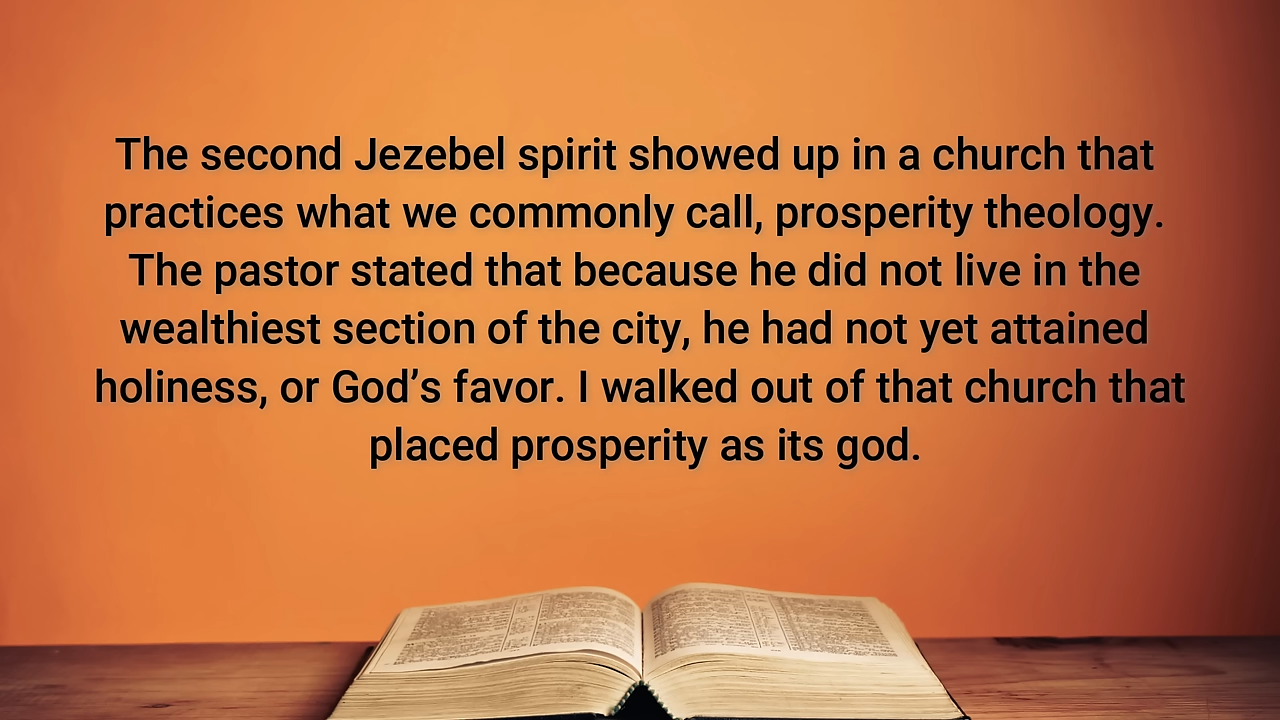 The second Jezebel spirit showed up in a church that
practices what we commonly call, prosperity theology.
The pastor stated that because he did not live in the
wealthiest section of the city, he had not yet attained
holiness, or God’s favor. I walked out of that church that
placed prosperity as its god.